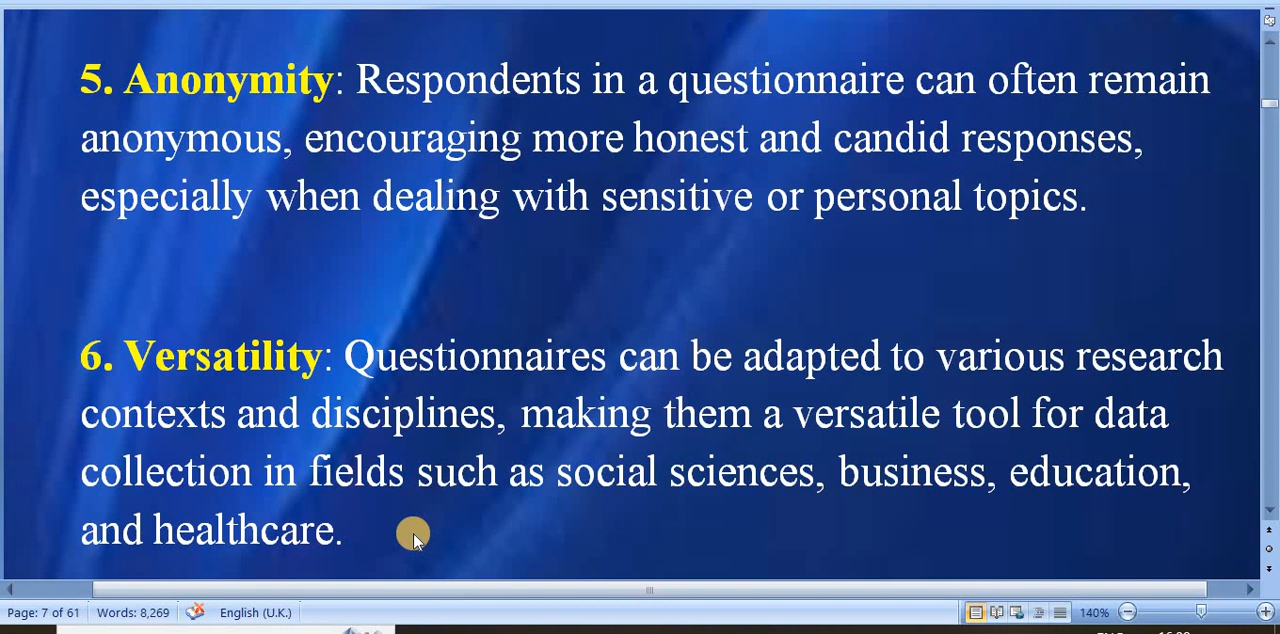 5. Anonymity: Respondents in a questionnaire can often remain
anonymous, encouraging more honest and candid responses,
especially when dealing with sensitive or personal topics.
6. Versatility: Questionnaires can be adapted to various research
contexts and disciplines, making them a versatile tool for data
collection in fields such as social sciences, business, education,
and healthcare.
Page: 7 of 61 Words: 8,269 English (U.K.) 140%